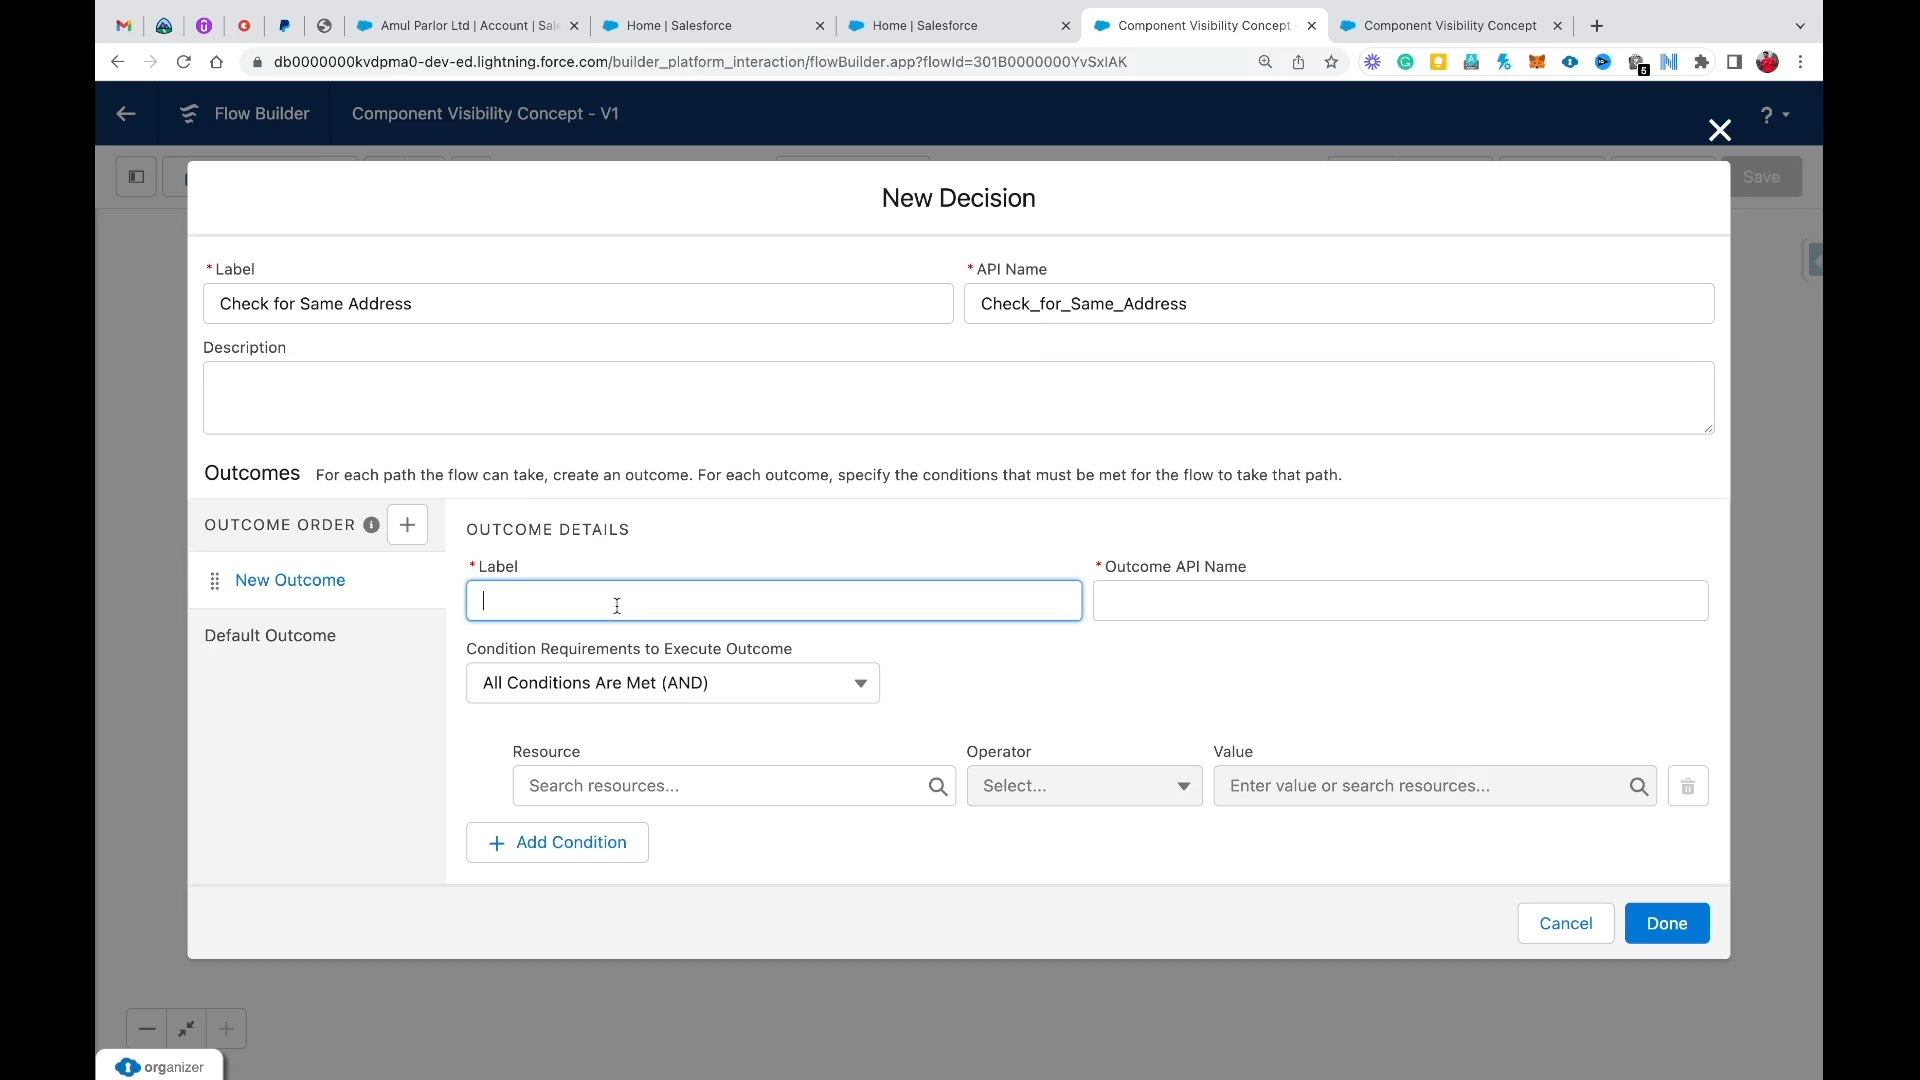 Amul Parlor Ltd | Account | Sale
Home | Salesforce
Home | Salesforce
Component Visibility Concept -
Component Visibility Concept
db0000000kvdpma0-dev-ed.lightning.force.com/builder_platform_interaction/flowBuilder.app?flowId=301B0000000YvSxIAK
5
Flow Builder
Component Visibility Concept - V1
?
Save
New Decision
* Label
* API Name
Check for Same Address
Check_for_Same_Address
Description
Outcomes For each path the flow can take, create an outcome. For each outcome, specify the conditions that must be met for the flow to take that path.
OUTCOME ORDER
OUTCOME DETAILS
* Label
* Outcome API Name
New Outcome
Default Outcome
Condition Requirements to Execute Outcome
All Conditions Are Met (AND)
Resource
Operator
Value
Search resources...
Select...
Enter value or search resources...
Add Condition
Cancel
Done
organizer